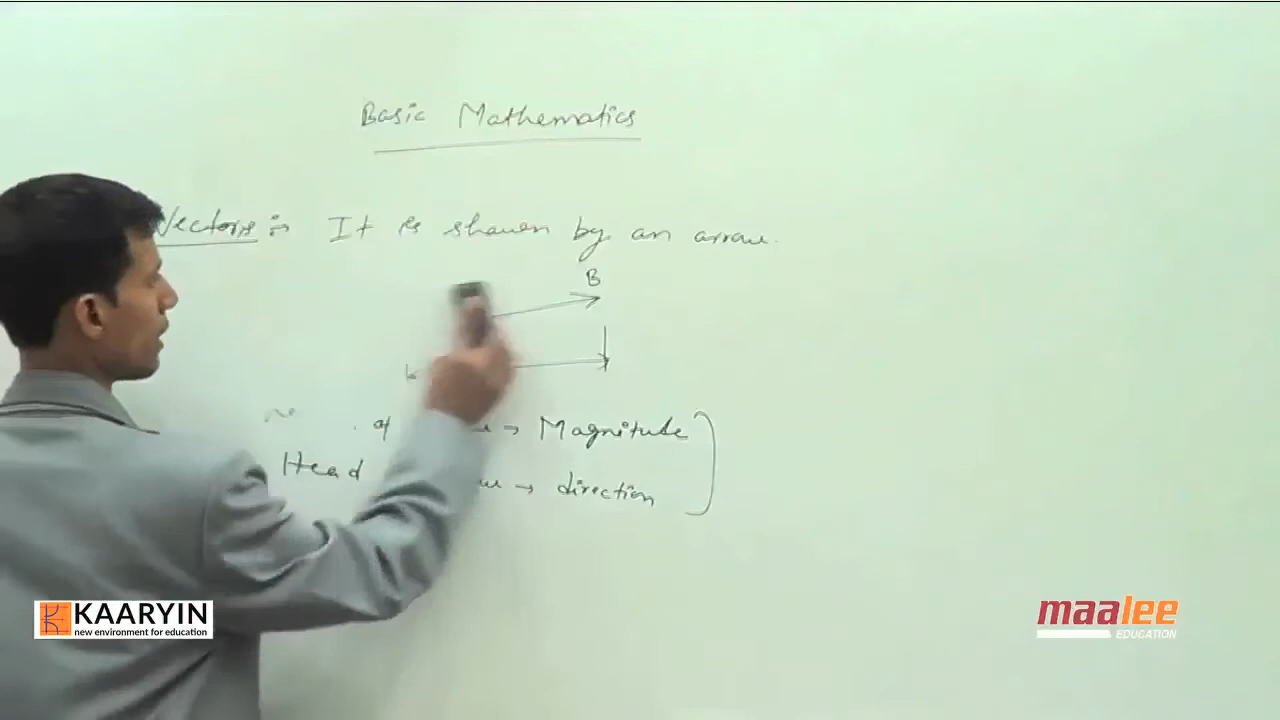 Basic Mathematics
Vectors :- It is shown by an arrow.
B
of → Magnitude
Head → direction
KAARYIN
new environment for education
maalee
EDUCATION